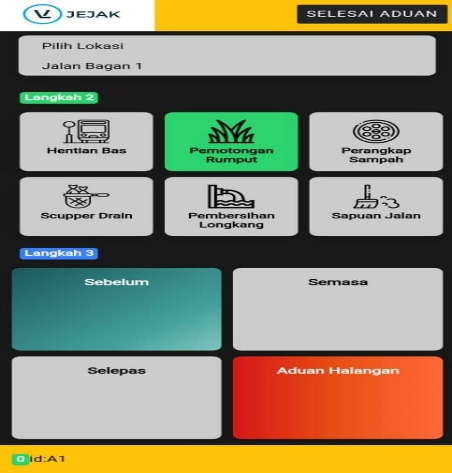 VL JEJAK
SELESAI ADUAN
Pilih Lokasi
Jalan Bagan 1
Langkah 2
Hentian Bas
Pemotongan
Rumput
Perangkap
Sampah
Scupper Drain
Pembersihan
Longkang
Sapuan Jalan
Langkah 3
Sebelum
Semasa
Selepas
Aduan Halangan
0 id:A1